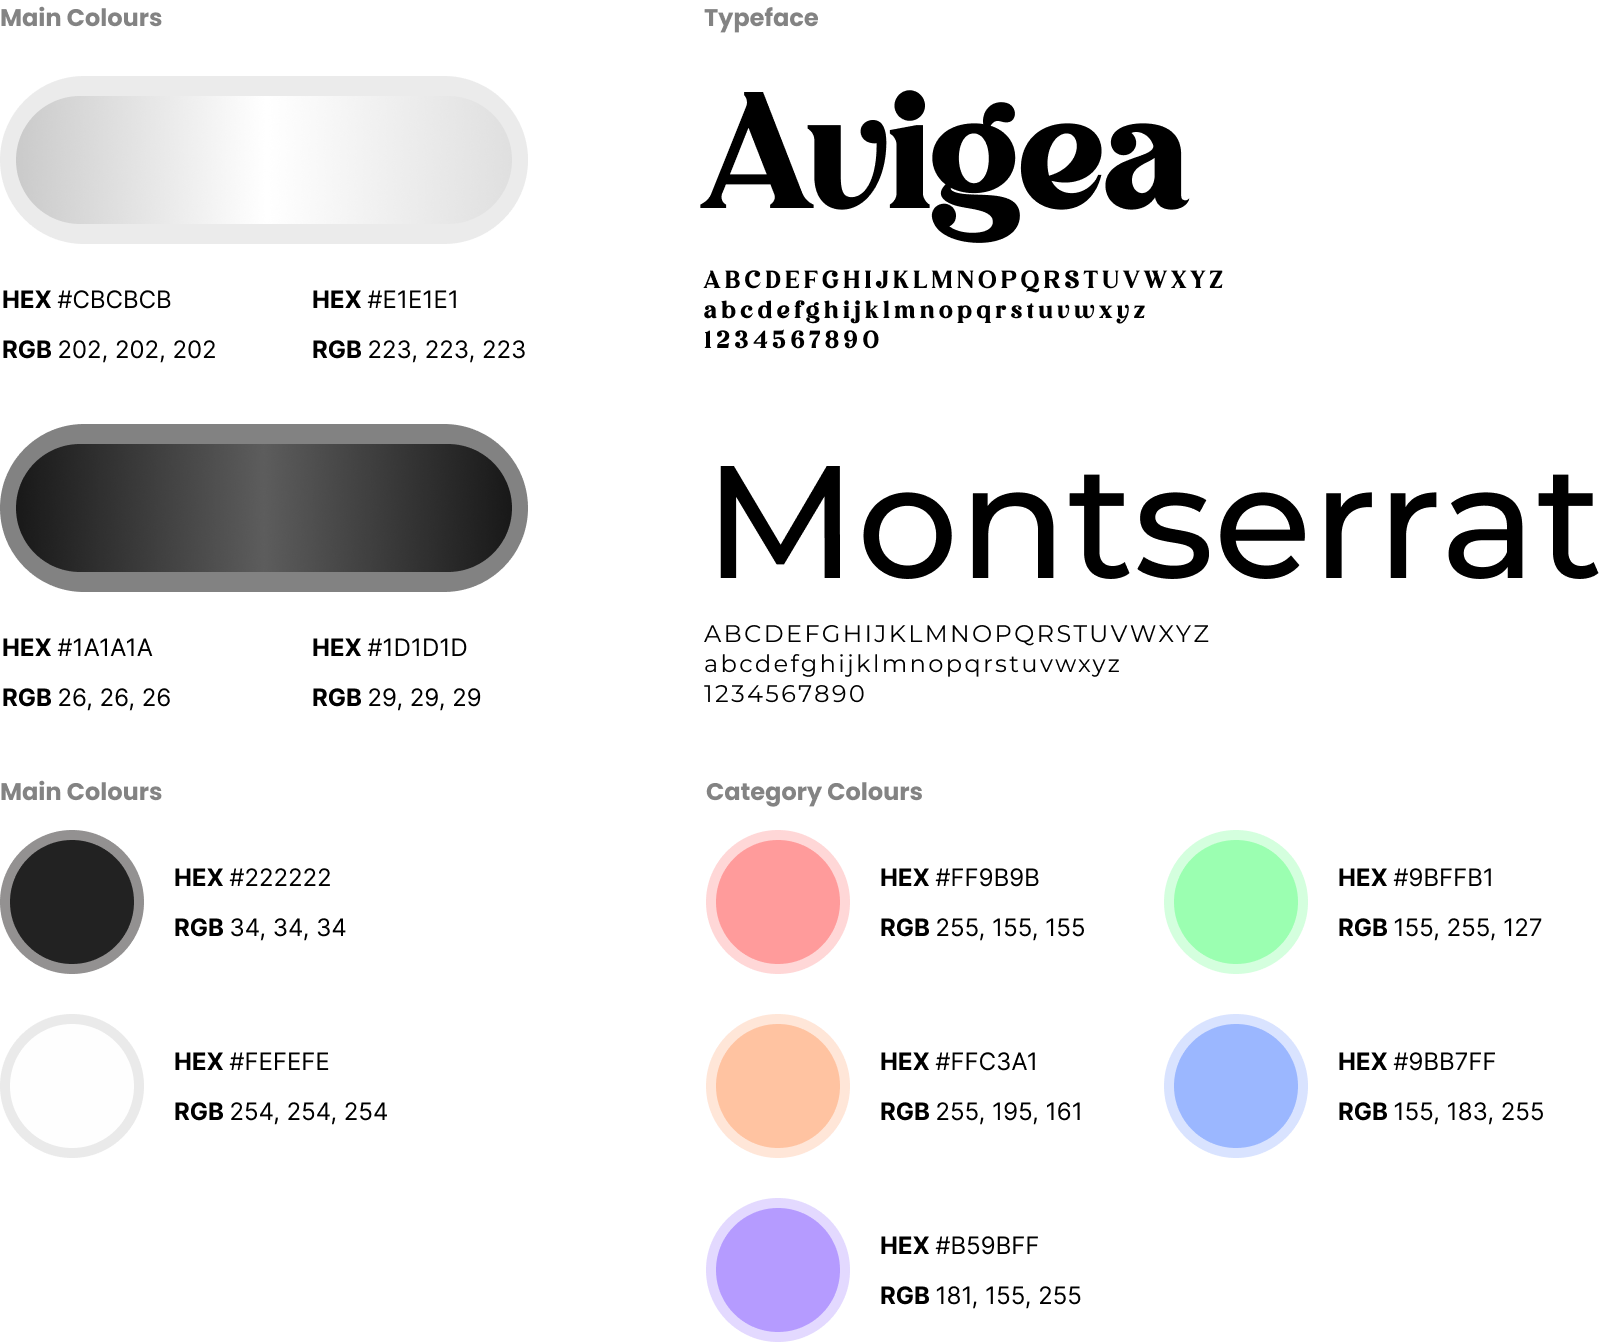 Main Colours
HEX #CBCBCB
RGB 202, 202, 202
HEX #E1E1E1
RGB 223, 223, 223
HEX #1A1A1A
RGB 26, 26, 26
HEX #1D1D1D
RGB 29, 29, 29
Typeface
Avigea
ABCDEFGHIJKLMNOPQRSTUVWXYZ
abcdefghijklmnopqrstuvwxyz
1234567890
Montserrat
ABCDEFGHIJKLMNOPQRSTUVWXYZ
abcdefghijklmnopqrstuvwxyz
1234567890
Main Colours
HEX #222222
RGB 34, 34, 34
HEX #FEFEFE
RGB 254, 254, 254
Category Colours
HEX #FF9B9B
RGB 255, 155, 155
HEX #9BFFB1
RGB 155, 255, 127
HEX #FFC3A1
RGB 255, 195, 161
HEX #9BB7FF
RGB 155, 183, 255
HEX #B59BFF
RGB 181, 155, 255